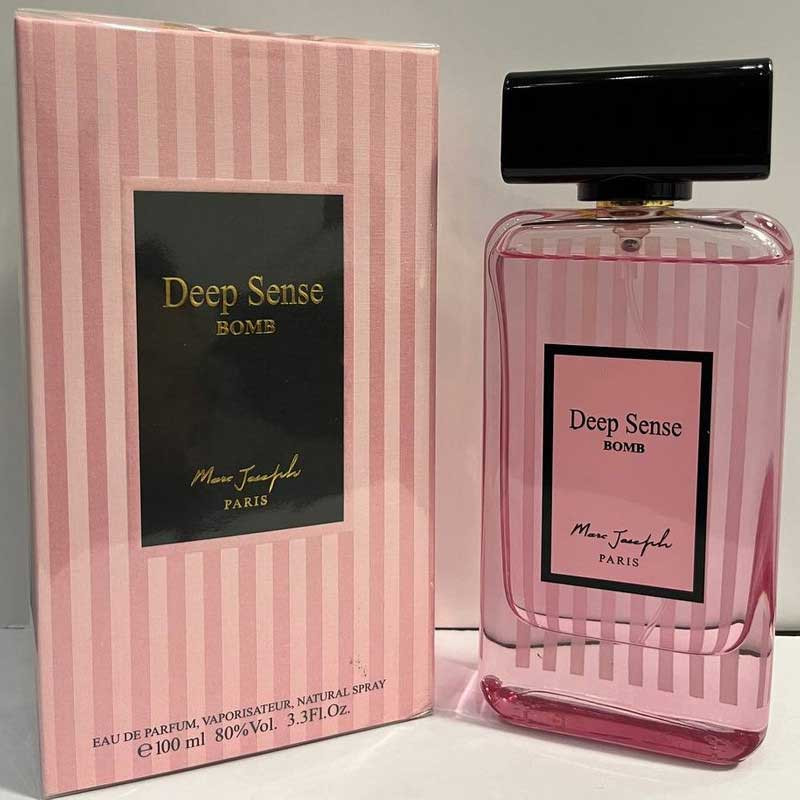 Deep Sense
BOMB
Marc Joseph
PARIS
EAU DE PARFUM, VAPORISATEUR, NATURAL SPRAY
℮100 ml 80%Vol. 3.3Fl.Oz.
Deep Sense
BOMB
Marc Joseph
PARIS